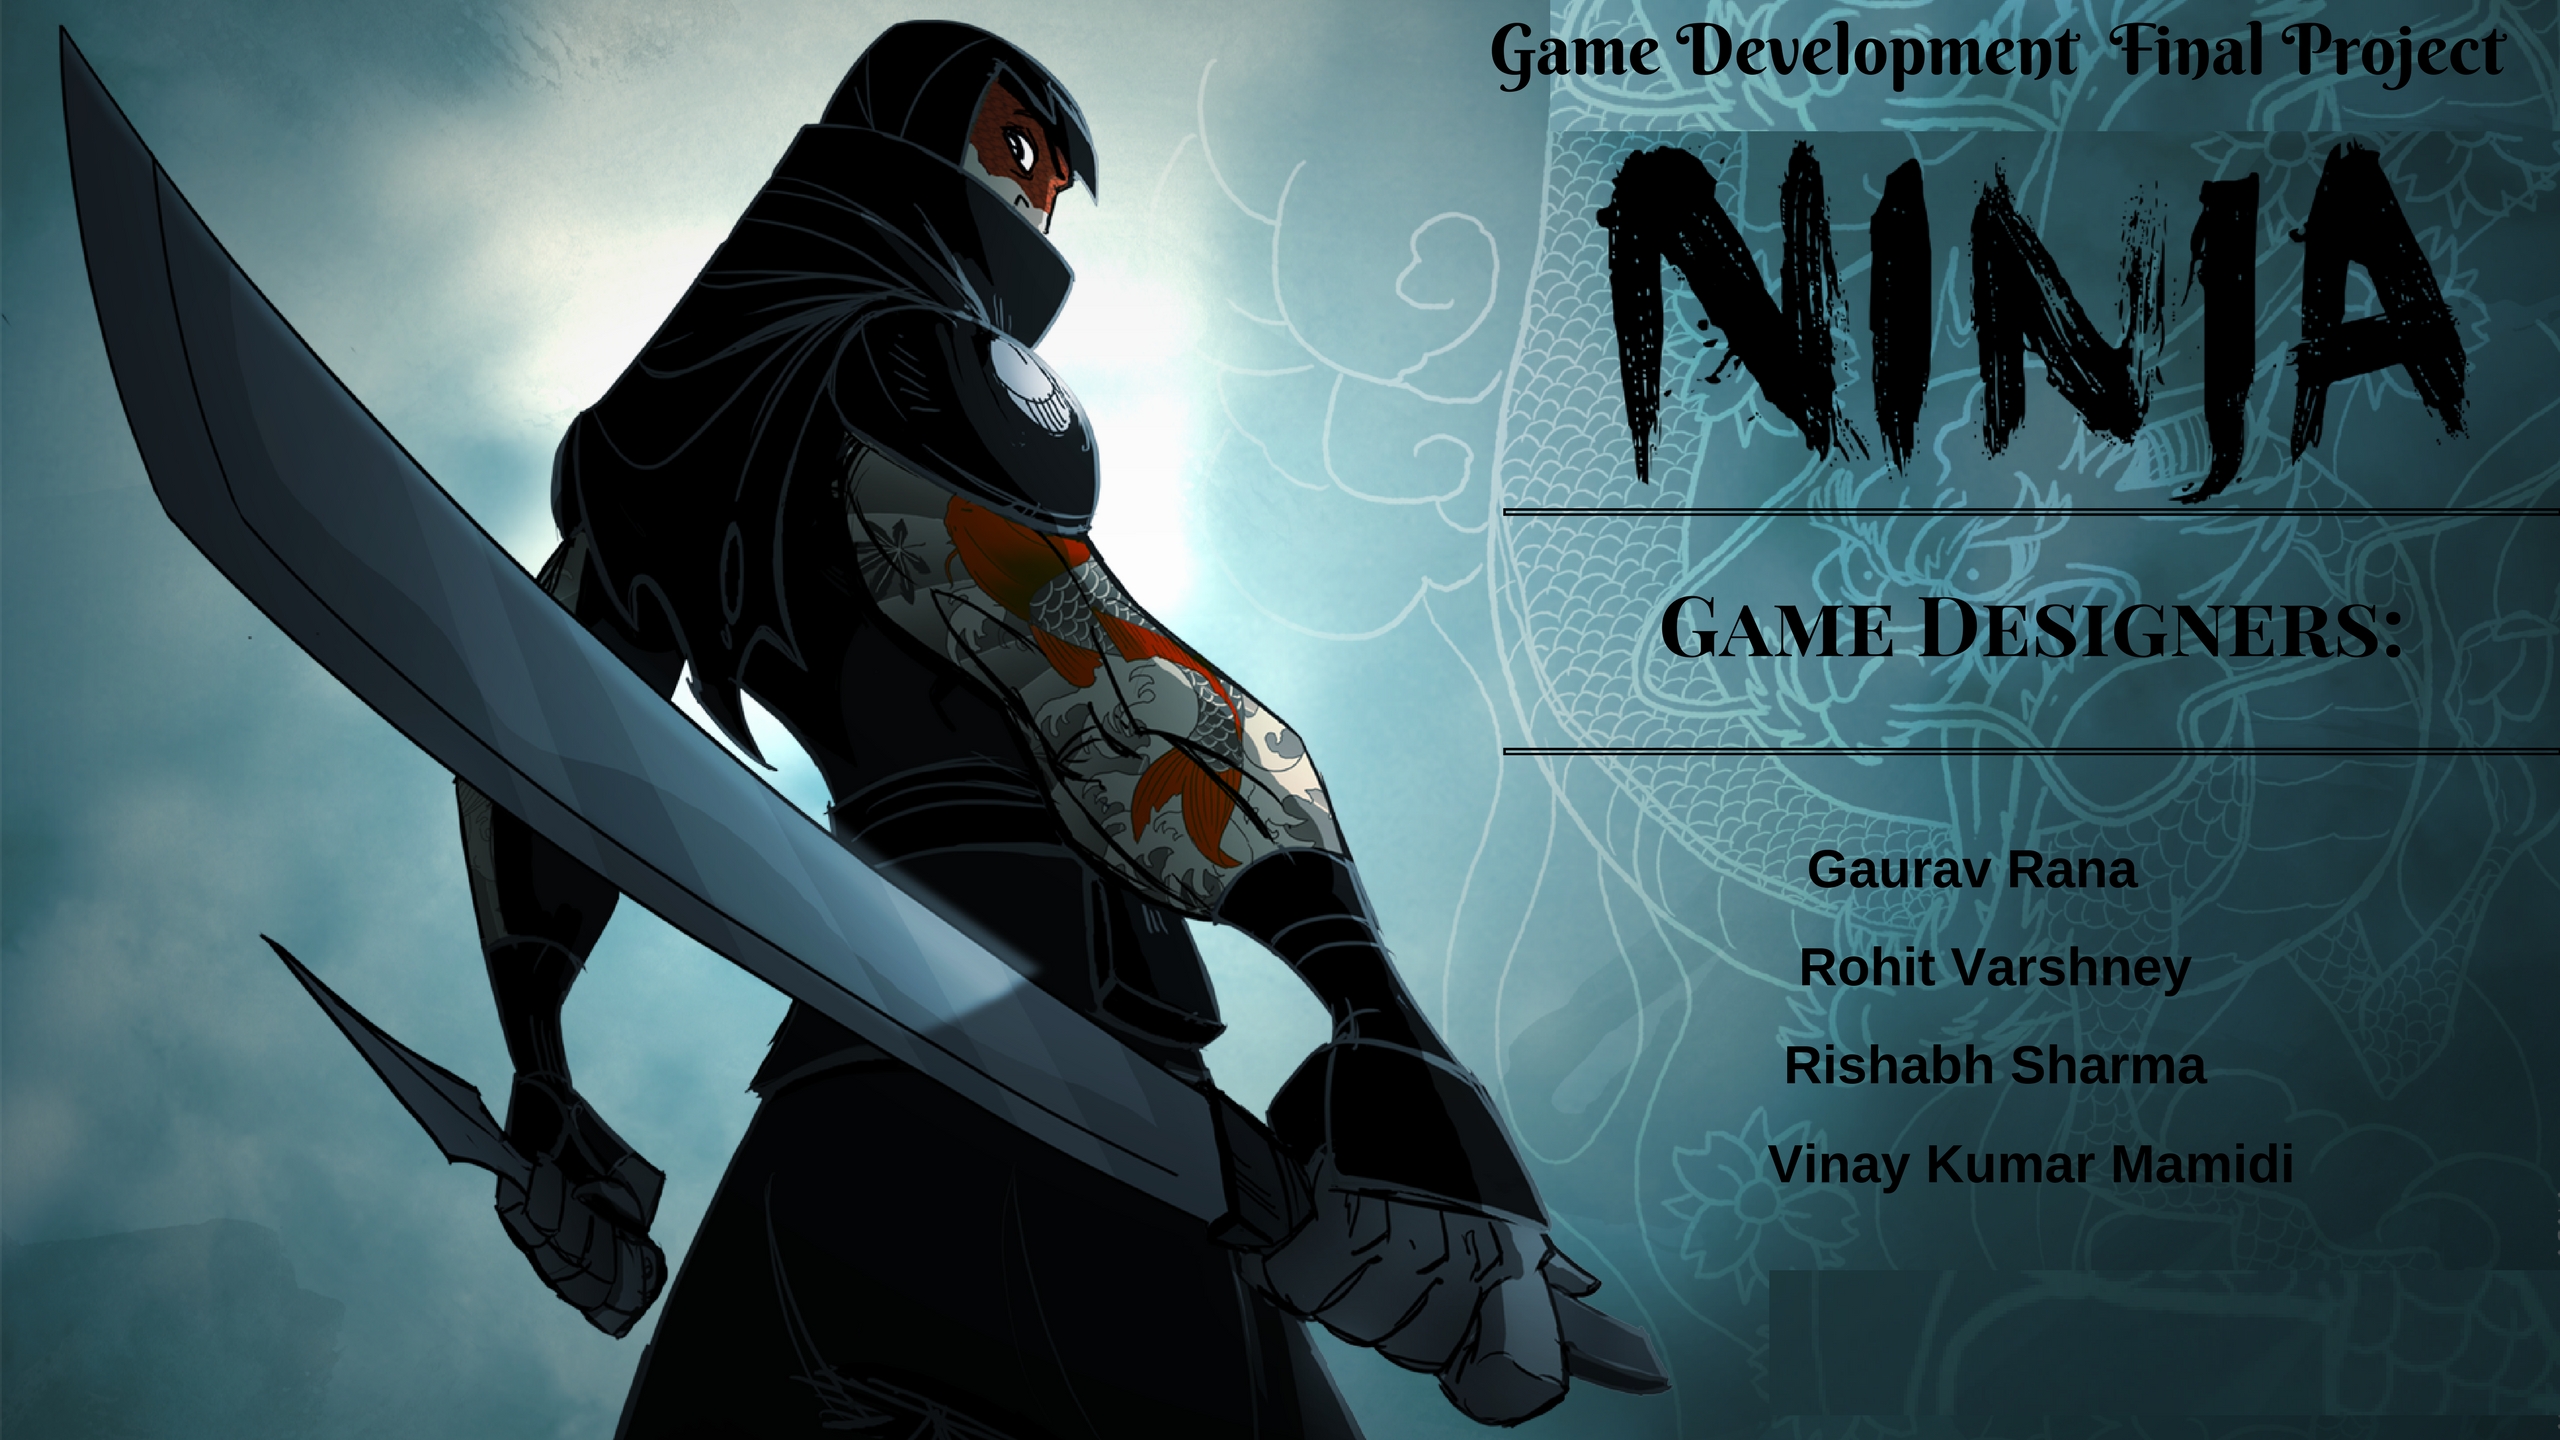 Game Development Final Project
NINJA
GAME DESIGNERS:
Gaurav Rana
Rohit Varshney
Rishabh Sharma
Vinay Kumar Mamidi